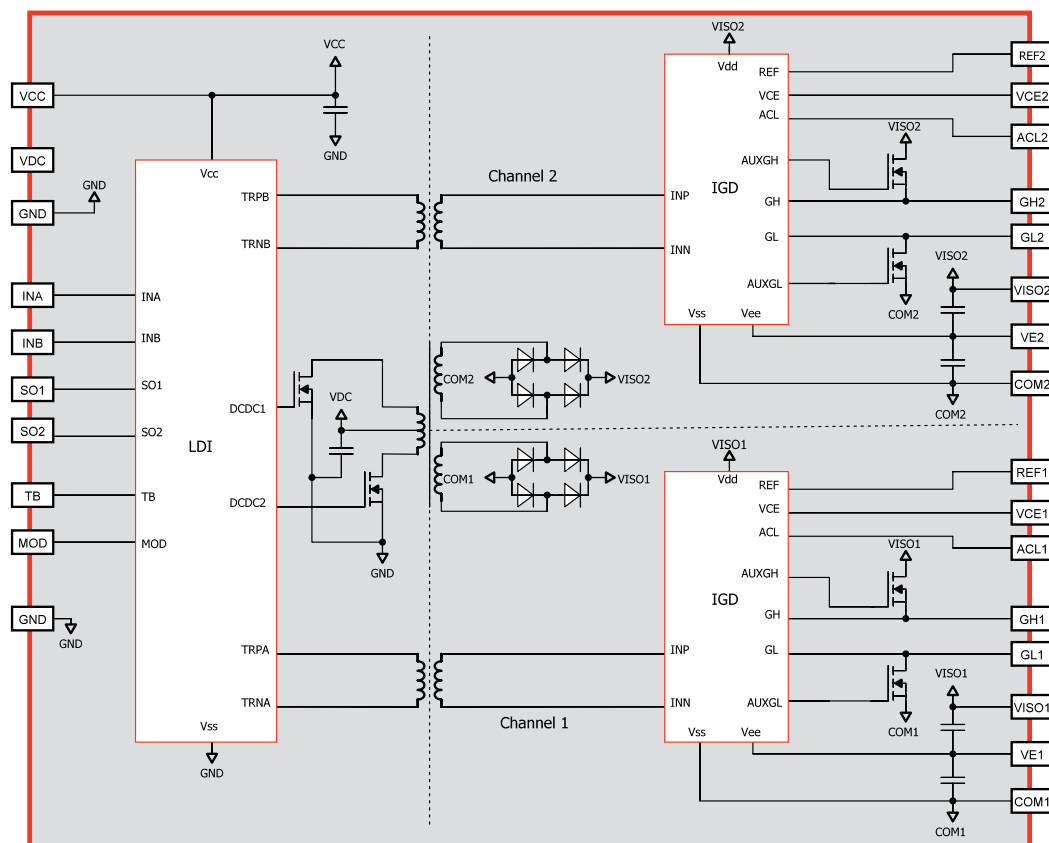 VCC
VDC
GND
GND
INA
INB
SO1
SO2
TB
MOD
GND
GND
VCC
GND
Vcc
TRPB
TRNB
INA
INB
SO1
SO2
DCDC1
LDI
TB
DCDC2
MOD
TRPA
TRNA
Vss
GND
VDC
GND
Channel 2
COM2
VISO2
COM1
VISO1
Channel 1
VISO2
Vdd
REF
VCE
ACL
AUXGH
IGD
INP
GH
GL
INN
AUXGL
Vss
Vee
VISO2
COM2
VISO2
COM2
REF2
VCE2
ACL2
GH2
GL2
VISO2
VE2
COM2
VISO1
Vdd
REF
VCE
ACL
AUXGH
IGD
GH
INP
GL
INN
AUXGL
Vss
Vee
VISO1
COM1
VISO1
COM1
REF1
VCE1
ACL1
GH1
GL1
VISO1
VE1
COM1